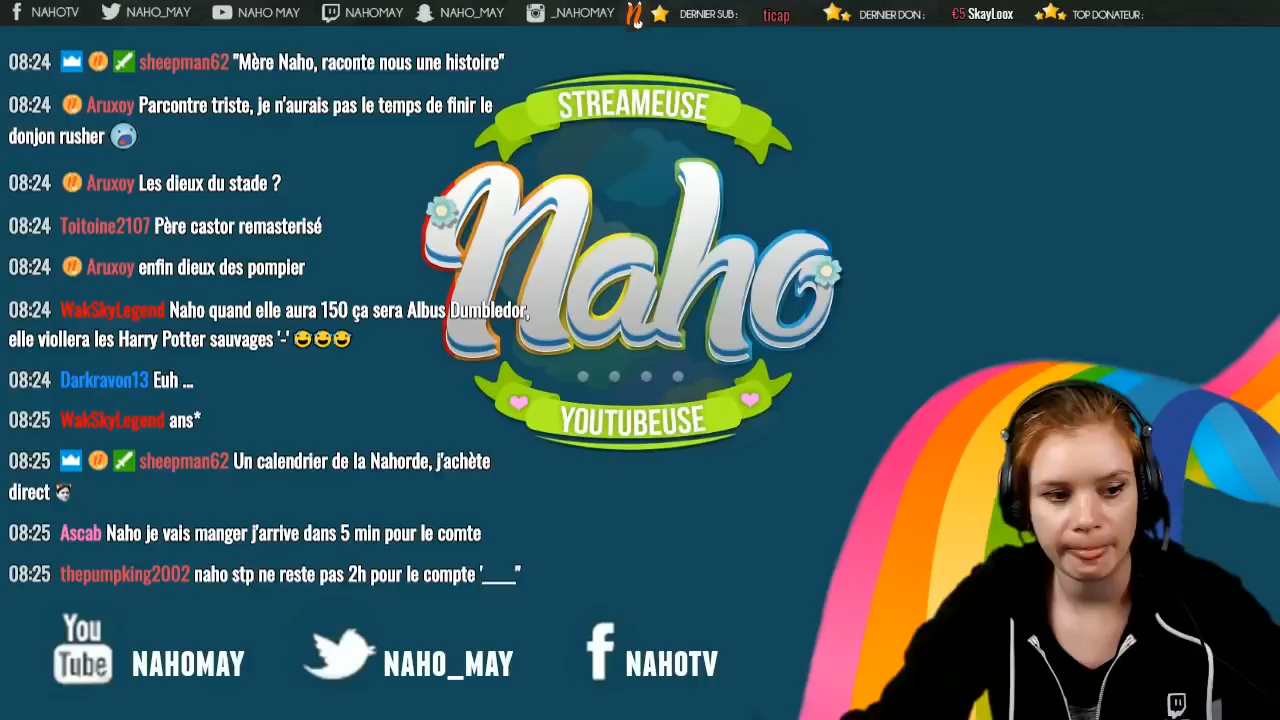 NAHOTV NAHO_MAY NAHO MAY NAHOMAY NAHO_MAY _NAHOMAY DERNIER SUB : ticap DERNIER DON : €5 SkayLoox TOP DONATEUR :
08:24 sheepman62 "Mère Naho, raconte nous une histoire"
08:24 Aruxoy Parcontre triste, je n'aurais pas le temps de finir le
donjon rusher
08:24 Aruxoy Les dieux du stade ?
08:24 Toitoine2107 Père castor remasterisé
08:24 Aruxoy enfin dieux des pompier
08:24 WakSkyLegend Naho quand elle aura 150 ça sera Albus Dumbledor,
elle viollera les Harry Potter sauvages '-'
08:24 Darkravon13 Euh ...
08:25 WakSkyLegend ans*
08:25 sheepman62 Un calendrier de la Nahorde, j'achète
direct
08:25 Ascab Naho je vais manger j'arrive dans 5 min pour le comte
08:25 thepumpking2002 naho stp ne reste pas 2h pour le compte '____"
STREAMEUSE
Naho
YOUTUBEUSE
You
Tube
NAHOMAY NAHO_MAY NAHOTV